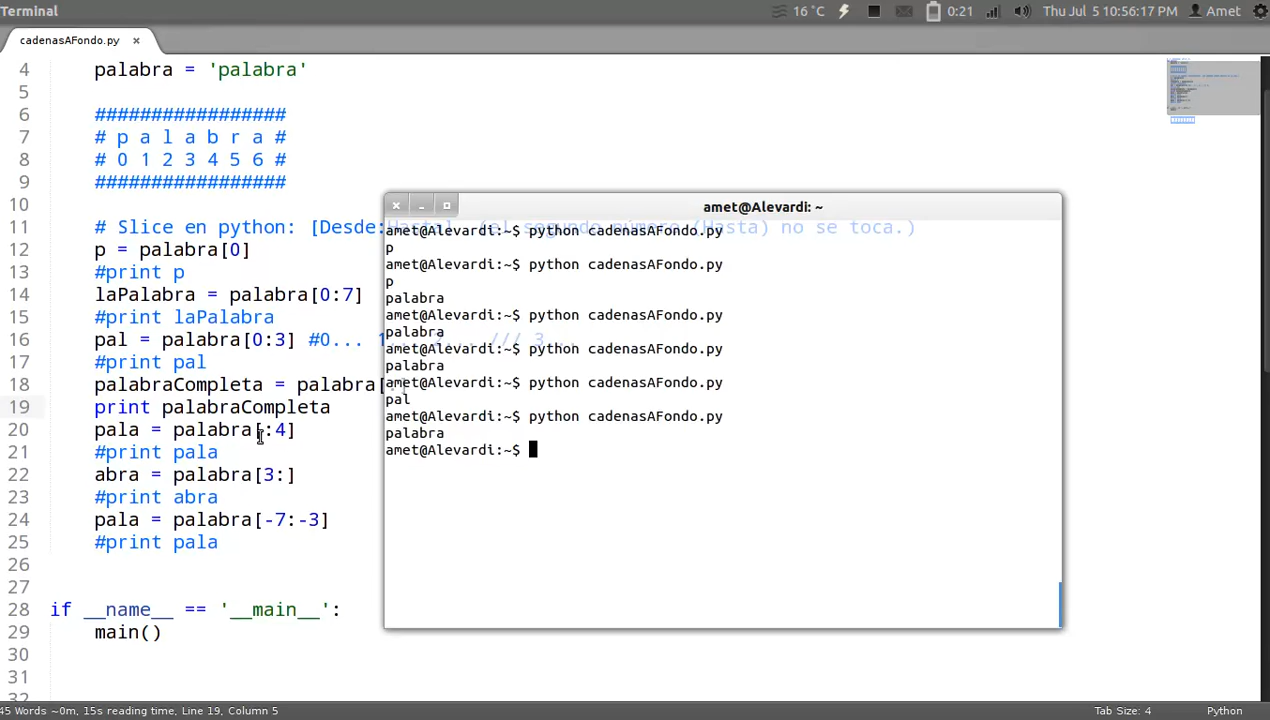 Terminal 16 °C 0:21 Thu Jul 5 10:56:17 PM Amet
cadenasAFondo.py ×
4 palabra = 'palabra'
5
6 #################
7 # p a l a b r a #
8 # 0 1 2 3 4 5 6 #
9 #################
10
11 # Slice en python: [Desde:Hasta]. (el segundo número (Hasta) no se toca.)
12 p = palabra[0]
13 #print p
14 laPalabra = palabra[0:7]
15 #print laPalabra
16 pal = palabra[0:3] #0... 1... 2... /// 3...
17 #print pal
18 palabraCompleta = palabra[:]
19 print palabraCompleta
20 pala = palabra[:4]
21 #print pala
22 abra = palabra[3:]
23 #print abra
24 pala = palabra[-7:-3]
25 #print pala
26
27
28 if __name__ == '__main__':
29 main()
30
31
32
amet@Alevardi: ~
amet@Alevardi:~$ python cadenasAFondo.py
p
amet@Alevardi:~$ python cadenasAFondo.py
p
palabra
amet@Alevardi:~$ python cadenasAFondo.py
palabra
amet@Alevardi:~$ python cadenasAFondo.py
palabra
amet@Alevardi:~$ python cadenasAFondo.py
pal
amet@Alevardi:~$ python cadenasAFondo.py
palabra
amet@Alevardi:~$
45 Words ~0m, 15s reading time, Line 19, Column 5 Tab Size: 4 Python